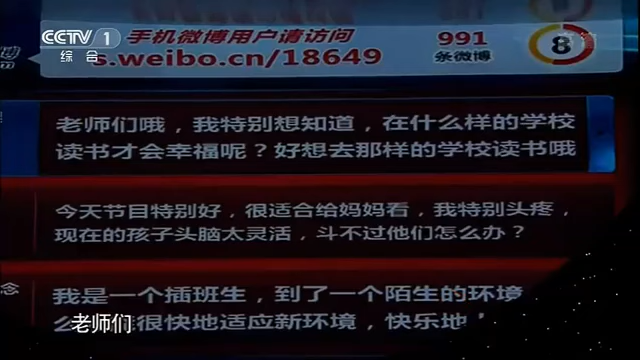 CCTV 1
综合
手机微博用户请访问
s.weibo.cn/18649
991
条微博
8
老师们哦，我特别想知道，在什么样的学校
读书才会幸福呢？好想去那样的学校读书哦
今天节目特别好，很适合给妈妈看，我特别头疼，
现在的孩子头脑太灵活，斗不过他们怎么办？
念
我是一个插班生，到了一个陌生的环境
么 能很快地适应新环境，快乐地
老师们